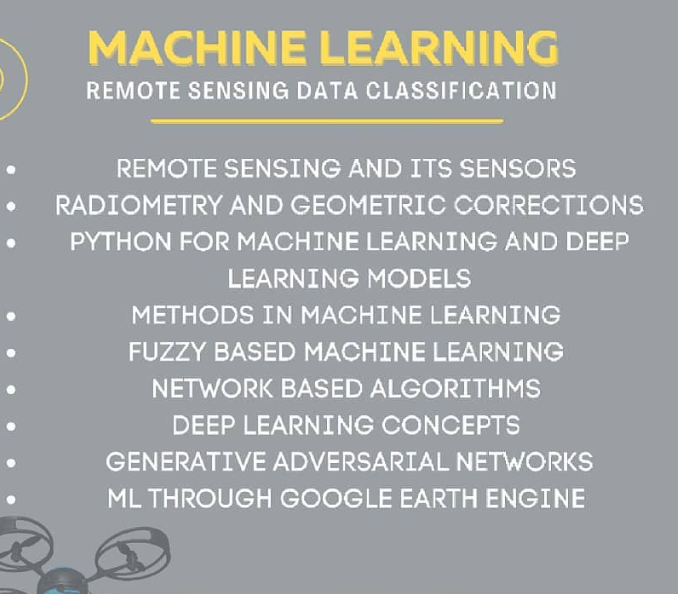 MACHINE LEARNING
REMOTE SENSING DATA CLASSIFICATION
• REMOTE SENSING AND ITS SENSORS
• RADIOMETRY AND GEOMETRIC CORRECTIONS
• PYTHON FOR MACHINE LEARNING AND DEEP
LEARNING MODELS
• METHODS IN MACHINE LEARNING
• FUZZY BASED MACHINE LEARNING
• NETWORK BASED ALGORITHMS
• DEEP LEARNING CONCEPTS
• GENERATIVE ADVERSARIAL NETWORKS
• ML THROUGH GOOGLE EARTH ENGINE